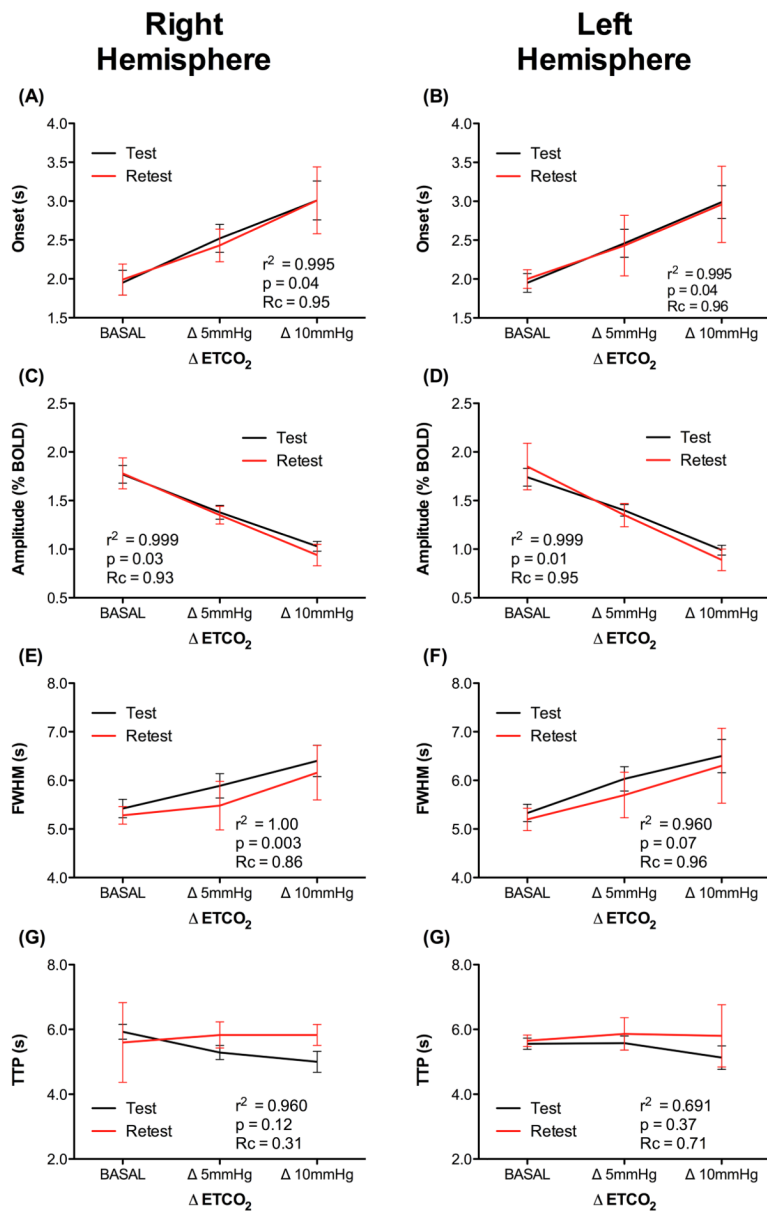 Right
Hemisphere
Left
Hemisphere
(A)
4.0
3.5
3.0
2.5
2.0
1.5
Onset (s)
Test
Retest
r² = 0.995
p = 0.04
Rc = 0.95
BASAL
Δ 5mmHg
Δ 10mmHg
Δ ETCO₂
(B)
4.0
3.5
3.0
2.5
2.0
1.5
Onset (s)
Test
Retest
r² = 0.995
p = 0.04
Rc = 0.96
BASAL
Δ 5mmHg
Δ 10mmHg
Δ ETCO₂
(C)
2.5
2.0
1.5
1.0
0.5
Amplitude (% BOLD)
Test
Retest
r² = 0.999
p = 0.03
Rc = 0.93
BASAL
Δ 5mmHg
Δ 10mmHg
Δ ETCO₂
(D)
2.5
2.0
1.5
1.0
0.5
Amplitude (% BOLD)
Test
Retest
r² = 0.999
p = 0.01
Rc = 0.95
BASAL
Δ 5mmHg
Δ 10mmHg
Δ ETCO₂
(E)
8.0
7.0
6.0
5.0
4.0
FWHM (s)
Test
Retest
r² = 1.00
p = 0.003
Rc = 0.86
BASAL
Δ 5mmHg
Δ 10mmHg
Δ ETCO₂
(F)
8.0
7.0
6.0
5.0
4.0
FWHM (s)
Test
Retest
r² = 0.960
p = 0.07
Rc = 0.96
BASAL
Δ 5mmHg
Δ 10mmHg
Δ ETCO₂
(G)
8.0
6.0
4.0
2.0
TTP (s)
Test
Retest
r² = 0.960
p = 0.12
Rc = 0.31
BASAL
Δ 5mmHg
Δ 10mmHg
Δ ETCO₂
(G)
8.0
6.0
4.0
2.0
TTP (s)
Test
Retest
r² = 0.691
p = 0.37
Rc = 0.71
BASAL
Δ 5mmHg
Δ 10mmHg
Δ ETCO₂